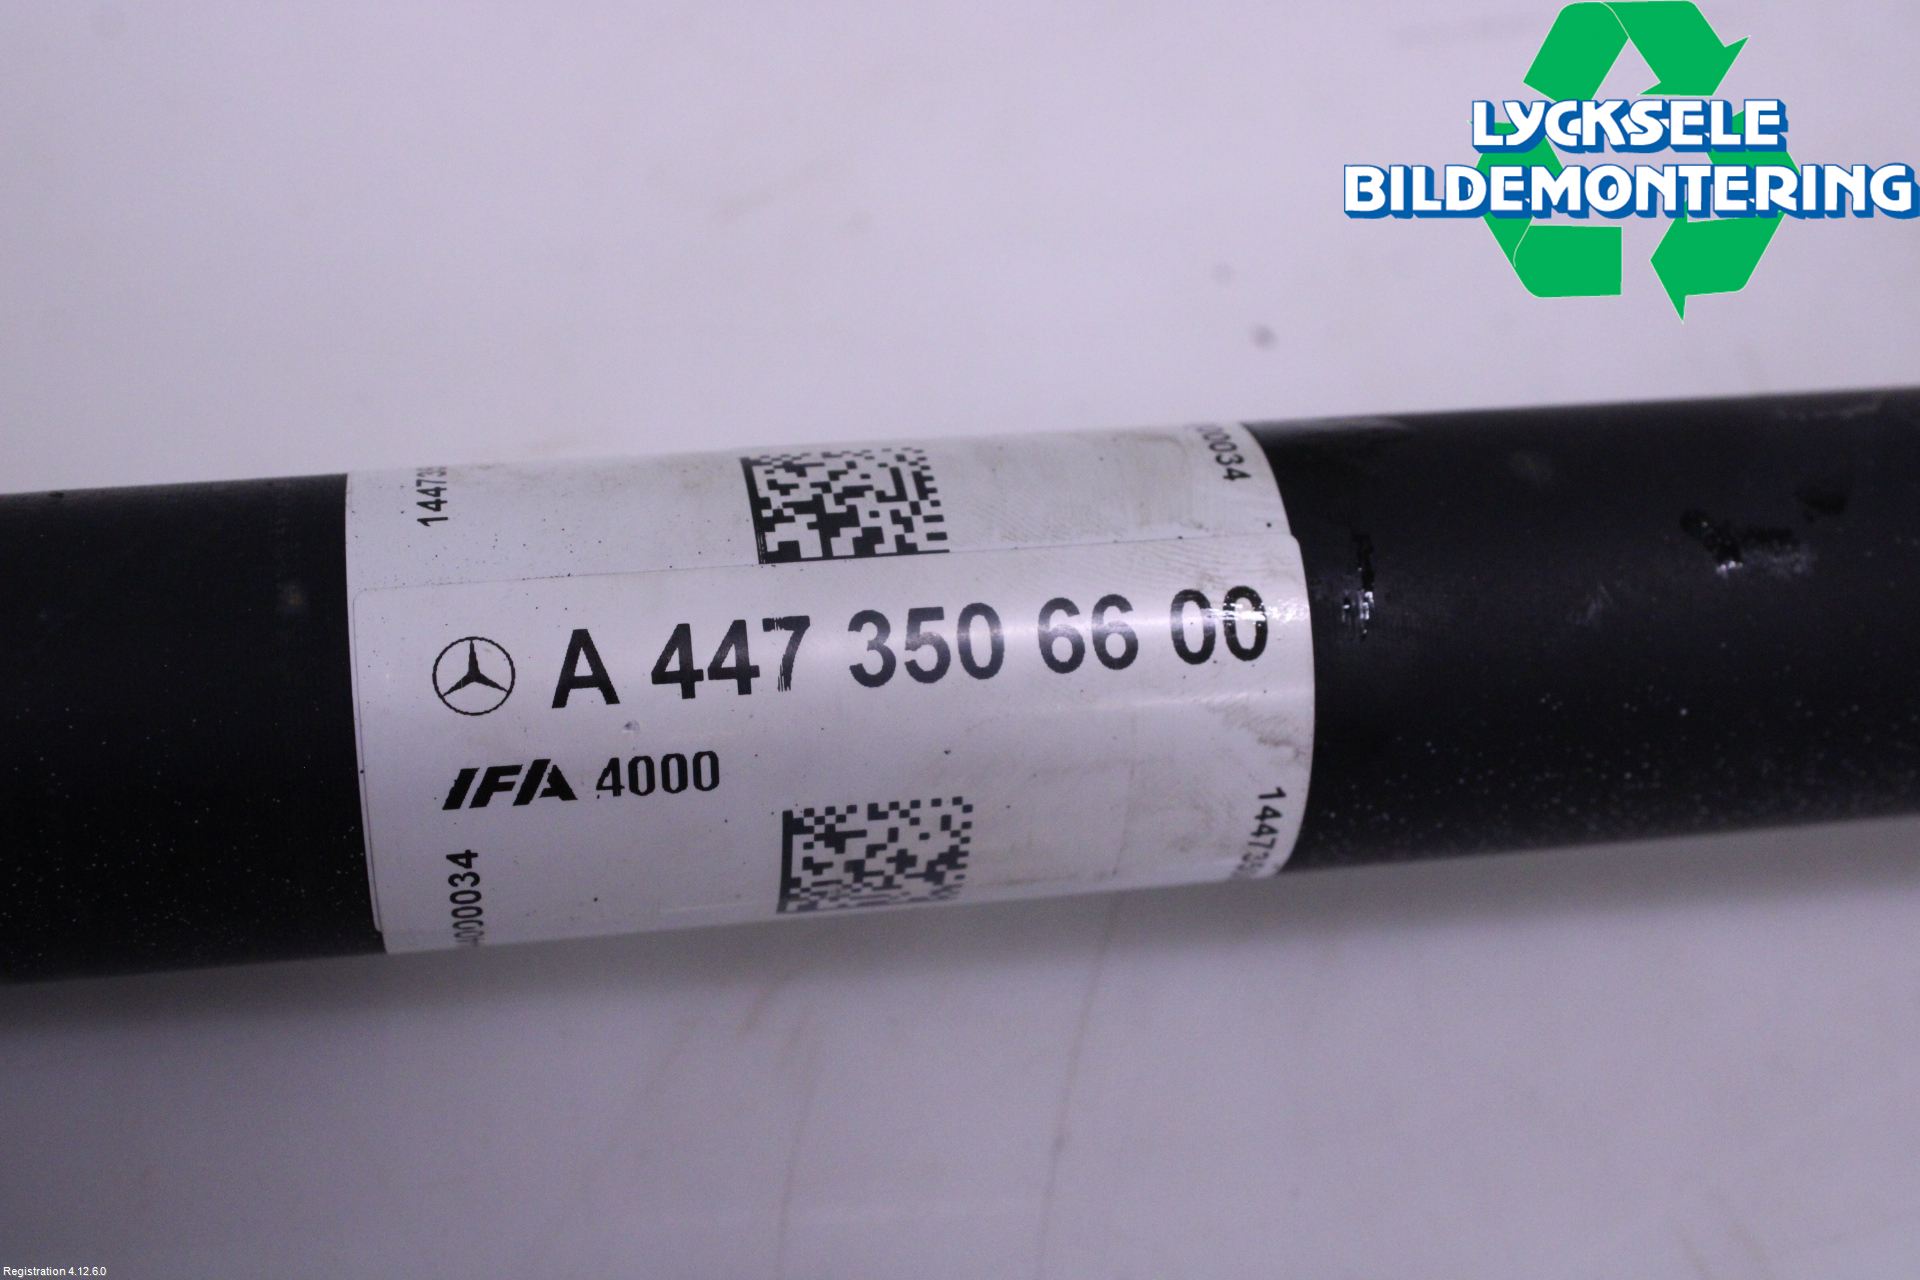 LYCKSELE
BILDEMONTERING
A 447 350 66 00
IFA 4000
Registration 4.12.6.0